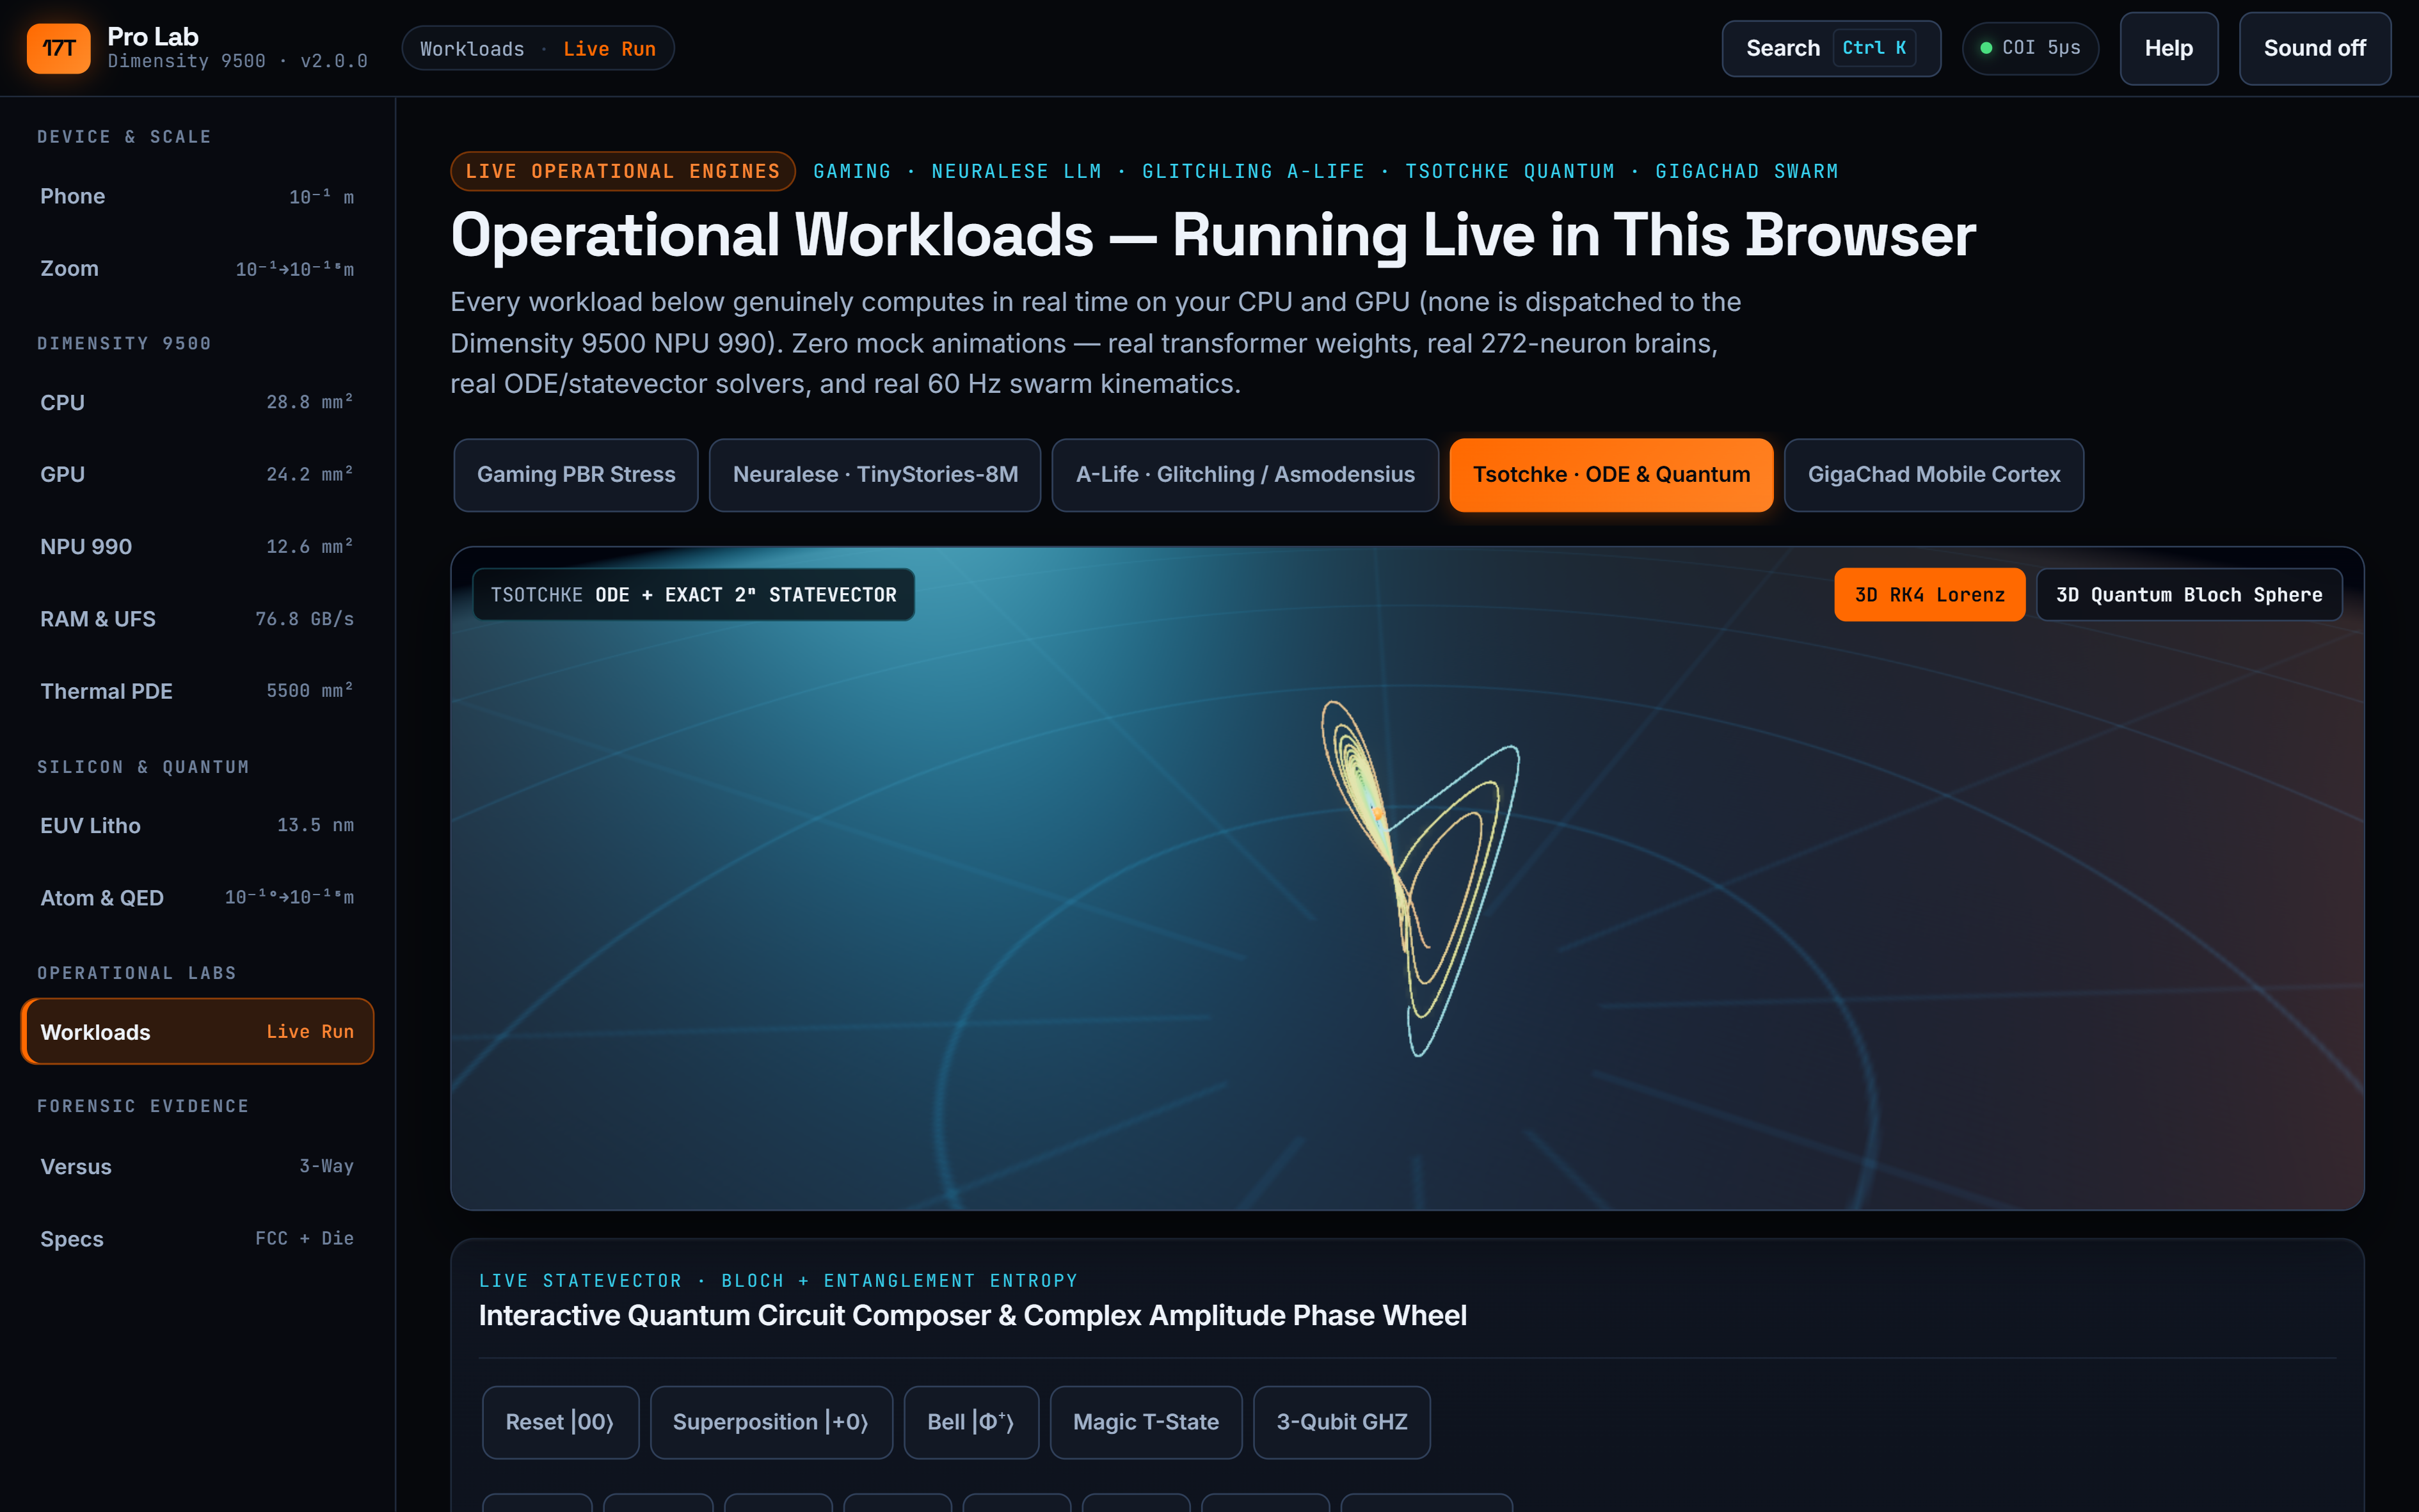 17T
Pro Lab
Dimensity 9500 · v2.0.0
Workloads · Live Run
Search Ctrl K
COI 5µs
Help
Sound off
DEVICE & SCALE
Phone 10⁻¹ m
Zoom 10⁻¹→10⁻¹⁵m
DIMENSITY 9500
CPU 28.8 mm²
GPU 24.2 mm²
NPU 990 12.6 mm²
RAM & UFS 76.8 GB/s
Thermal PDE 5500 mm²
SILICON & QUANTUM
EUV Litho 13.5 nm
Atom & QED 10⁻¹⁰→10⁻¹⁵m
OPERATIONAL LABS
Workloads Live Run
FORENSIC EVIDENCE
Versus 3-Way
Specs FCC + Die
LIVE OPERATIONAL ENGINES GAMING · NEURALESE LLM · GLITCHLING A-LIFE · TSOTCHKE QUANTUM · GIGACHAD SWARM
Operational Workloads — Running Live in This Browser
Every workload below genuinely computes in real time on your CPU and GPU (none is dispatched to the
Dimensity 9500 NPU 990). Zero mock animations — real transformer weights, real 272-neuron brains,
real ODE/statevector solvers, and real 60 Hz swarm kinematics.
Gaming PBR Stress
Neuralese · TinyStories-8M
A-Life · Glitchling / Asmodensius
Tsotchke · ODE & Quantum
GigaChad Mobile Cortex
TSOTCHKE ODE + EXACT 2ⁿ STATEVECTOR
3D RK4 Lorenz
3D Quantum Bloch Sphere
LIVE STATEVECTOR · BLOCH + ENTANGLEMENT ENTROPY
Interactive Quantum Circuit Composer & Complex Amplitude Phase Wheel
Reset |00⟩
Superposition |+0⟩
Bell |Φ⁺⟩
Magic T-State
3-Qubit GHZ